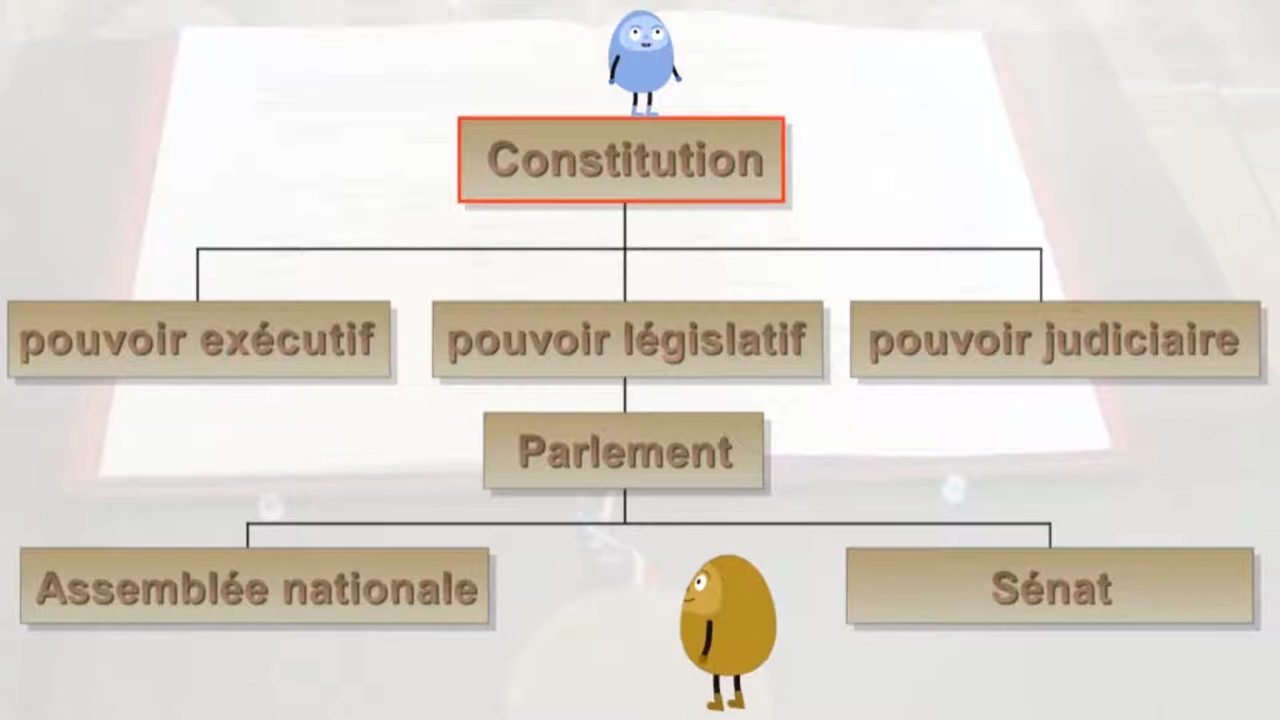 Constitution
pouvoir exécutif
pouvoir législatif
pouvoir judiciaire
Parlement
Assemblée nationale
Sénat